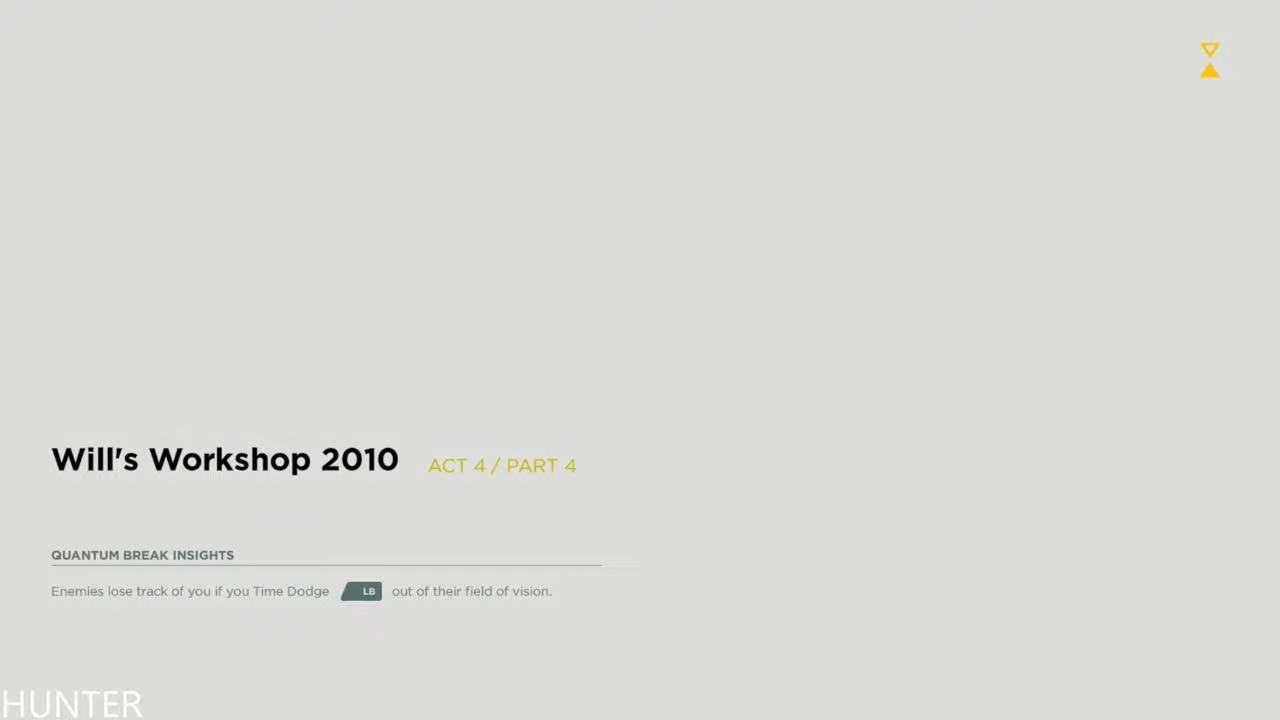 Will's Workshop 2010 ACT 4 / PART 4
QUANTUM BREAK INSIGHTS
Enemies lose track of you if you Time Dodge LB out of their field of vision.
HUNTER